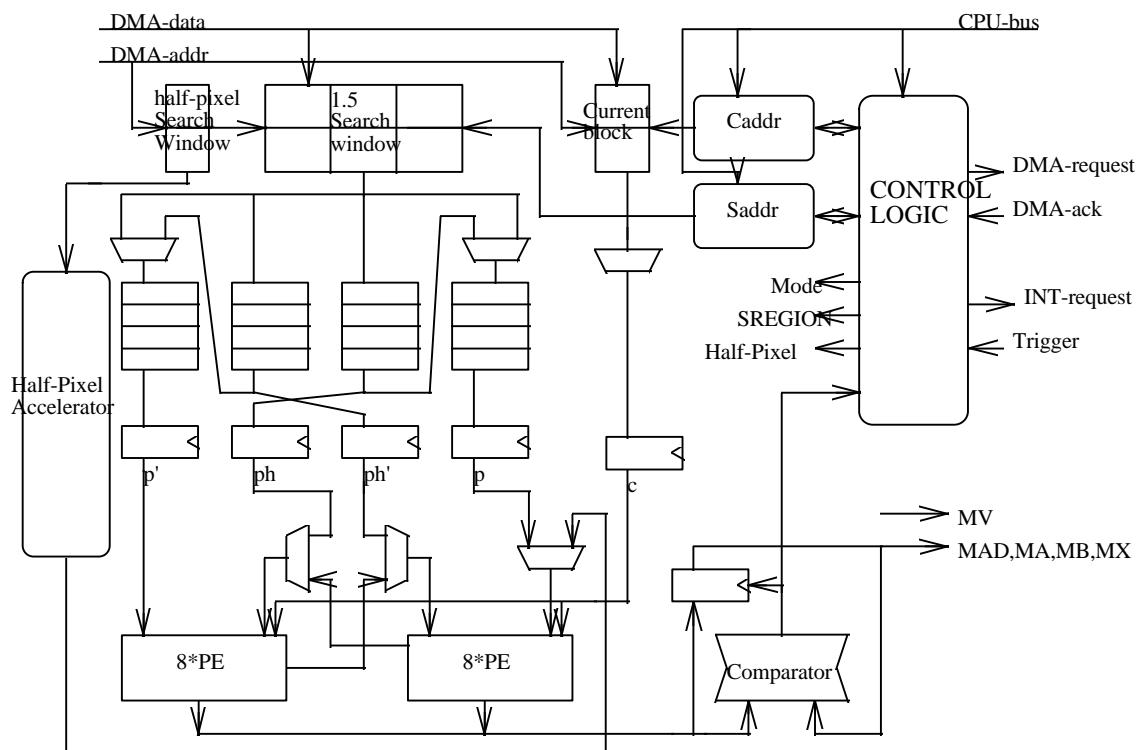 DMA-data
CPU-bus
DMA-addr
half-pixel
Search
Window
1.5
Search
window
Current
block
Caddr
DMA-request
CONTROL
LOGIC
Saddr
DMA-ack
Mode
INT-request
SREGION
Trigger
Half-Pixel
Half-Pixel
Accelerator
p'
ph
ph'
p
c
MV
MAD,MA,MB,MX
8*PE
8*PE
Comparator